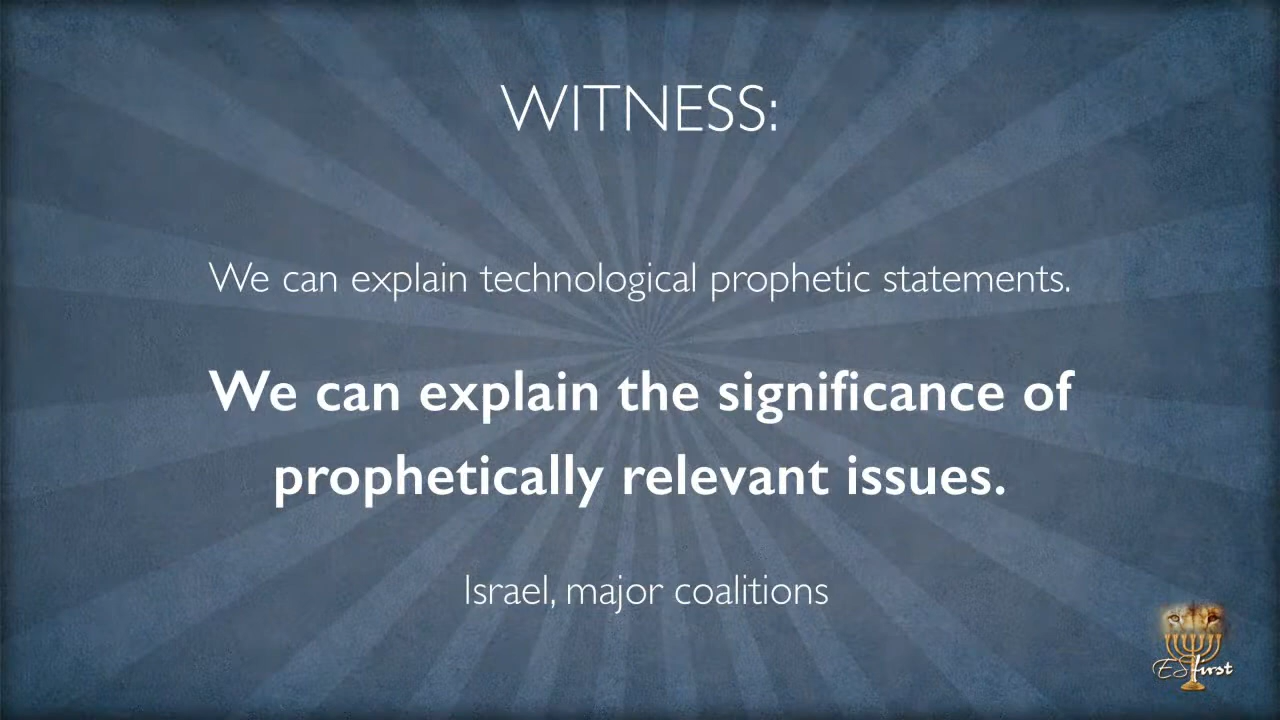 WITNESS:
We can explain technological prophetic statements.
We can explain the significance of
prophetically relevant issues.
Israel, major coalitions
ESfirst